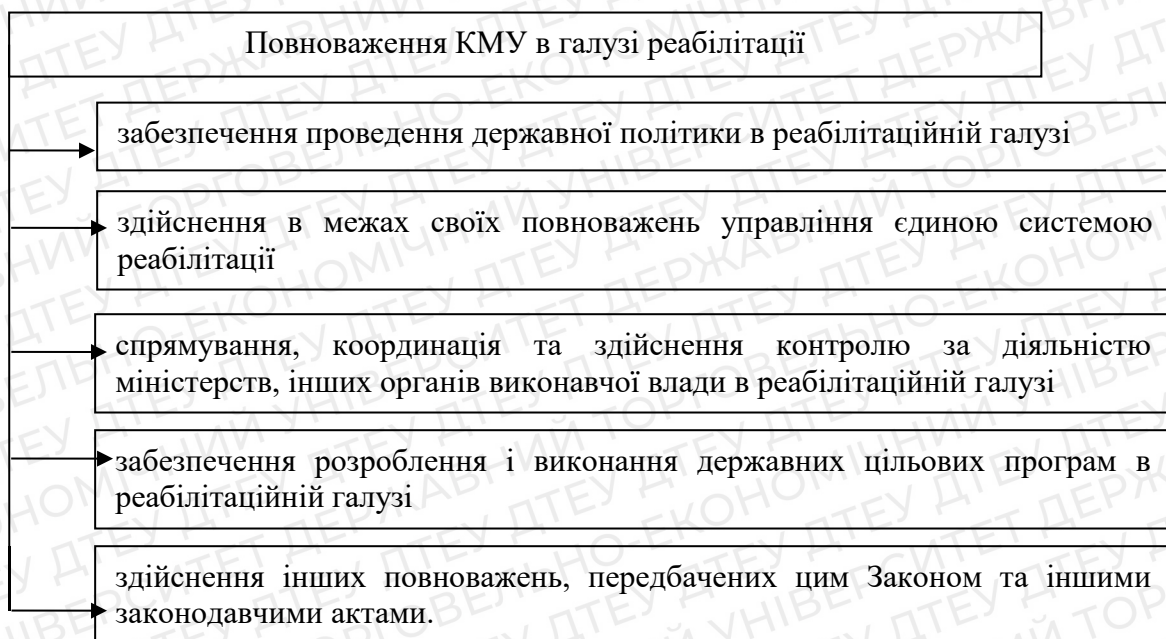 Повноваження КМУ в галузі реабілітації
забезпечення проведення державної політики в реабілітаційній галузі
здійснення в межах своїх повноважень управління єдиною системою
реабілітації
спрямування, координація та здійснення контролю за діяльністю
міністерств, інших органів виконавчої влади в реабілітаційній галузі
забезпечення розроблення і виконання державних цільових програм в
реабілітаційній галузі
здійснення інших повноважень, передбачених цим Законом та іншими
законодавчими актами.